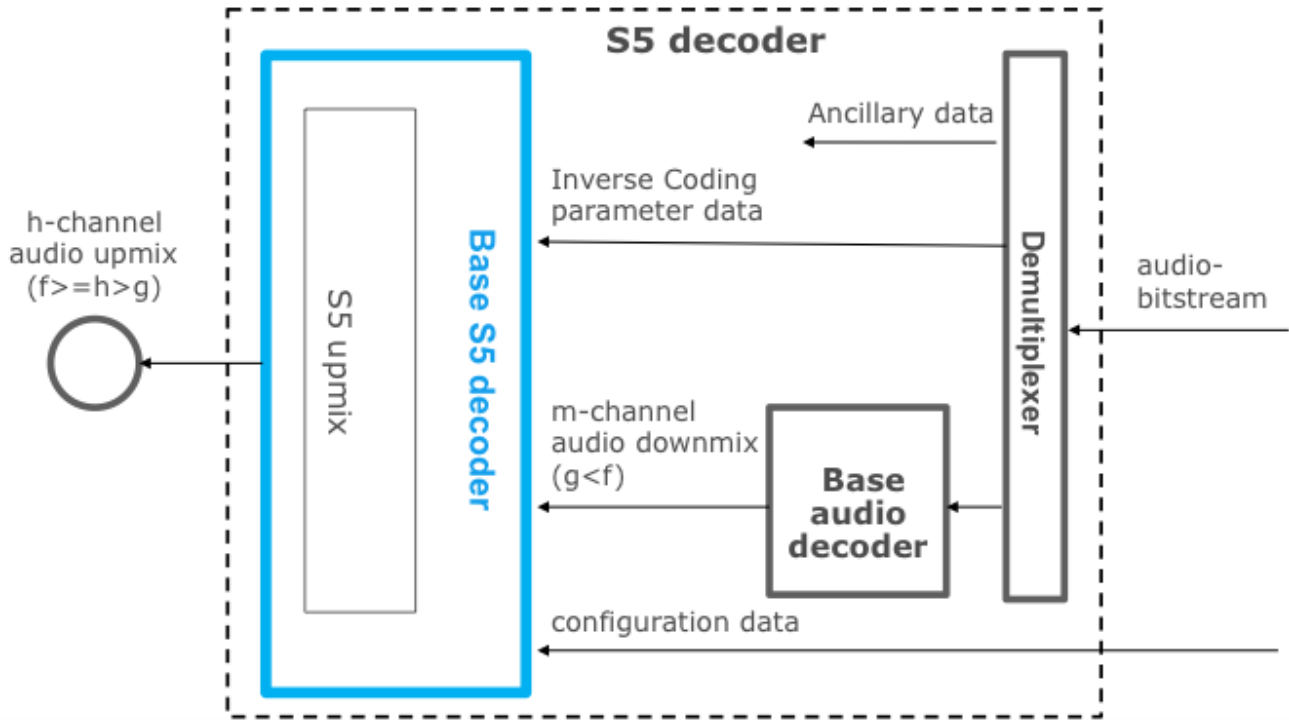 S5 decoder
Ancillary data
Inverse Coding
parameter data
h-channel
audio upmix
(f>=h>g)
S5 upmix
Base S5 decoder
Demultiplexer
audio-
bitstream
m-channel
audio downmix
(g<f)
Base
audio
decoder
configuration data